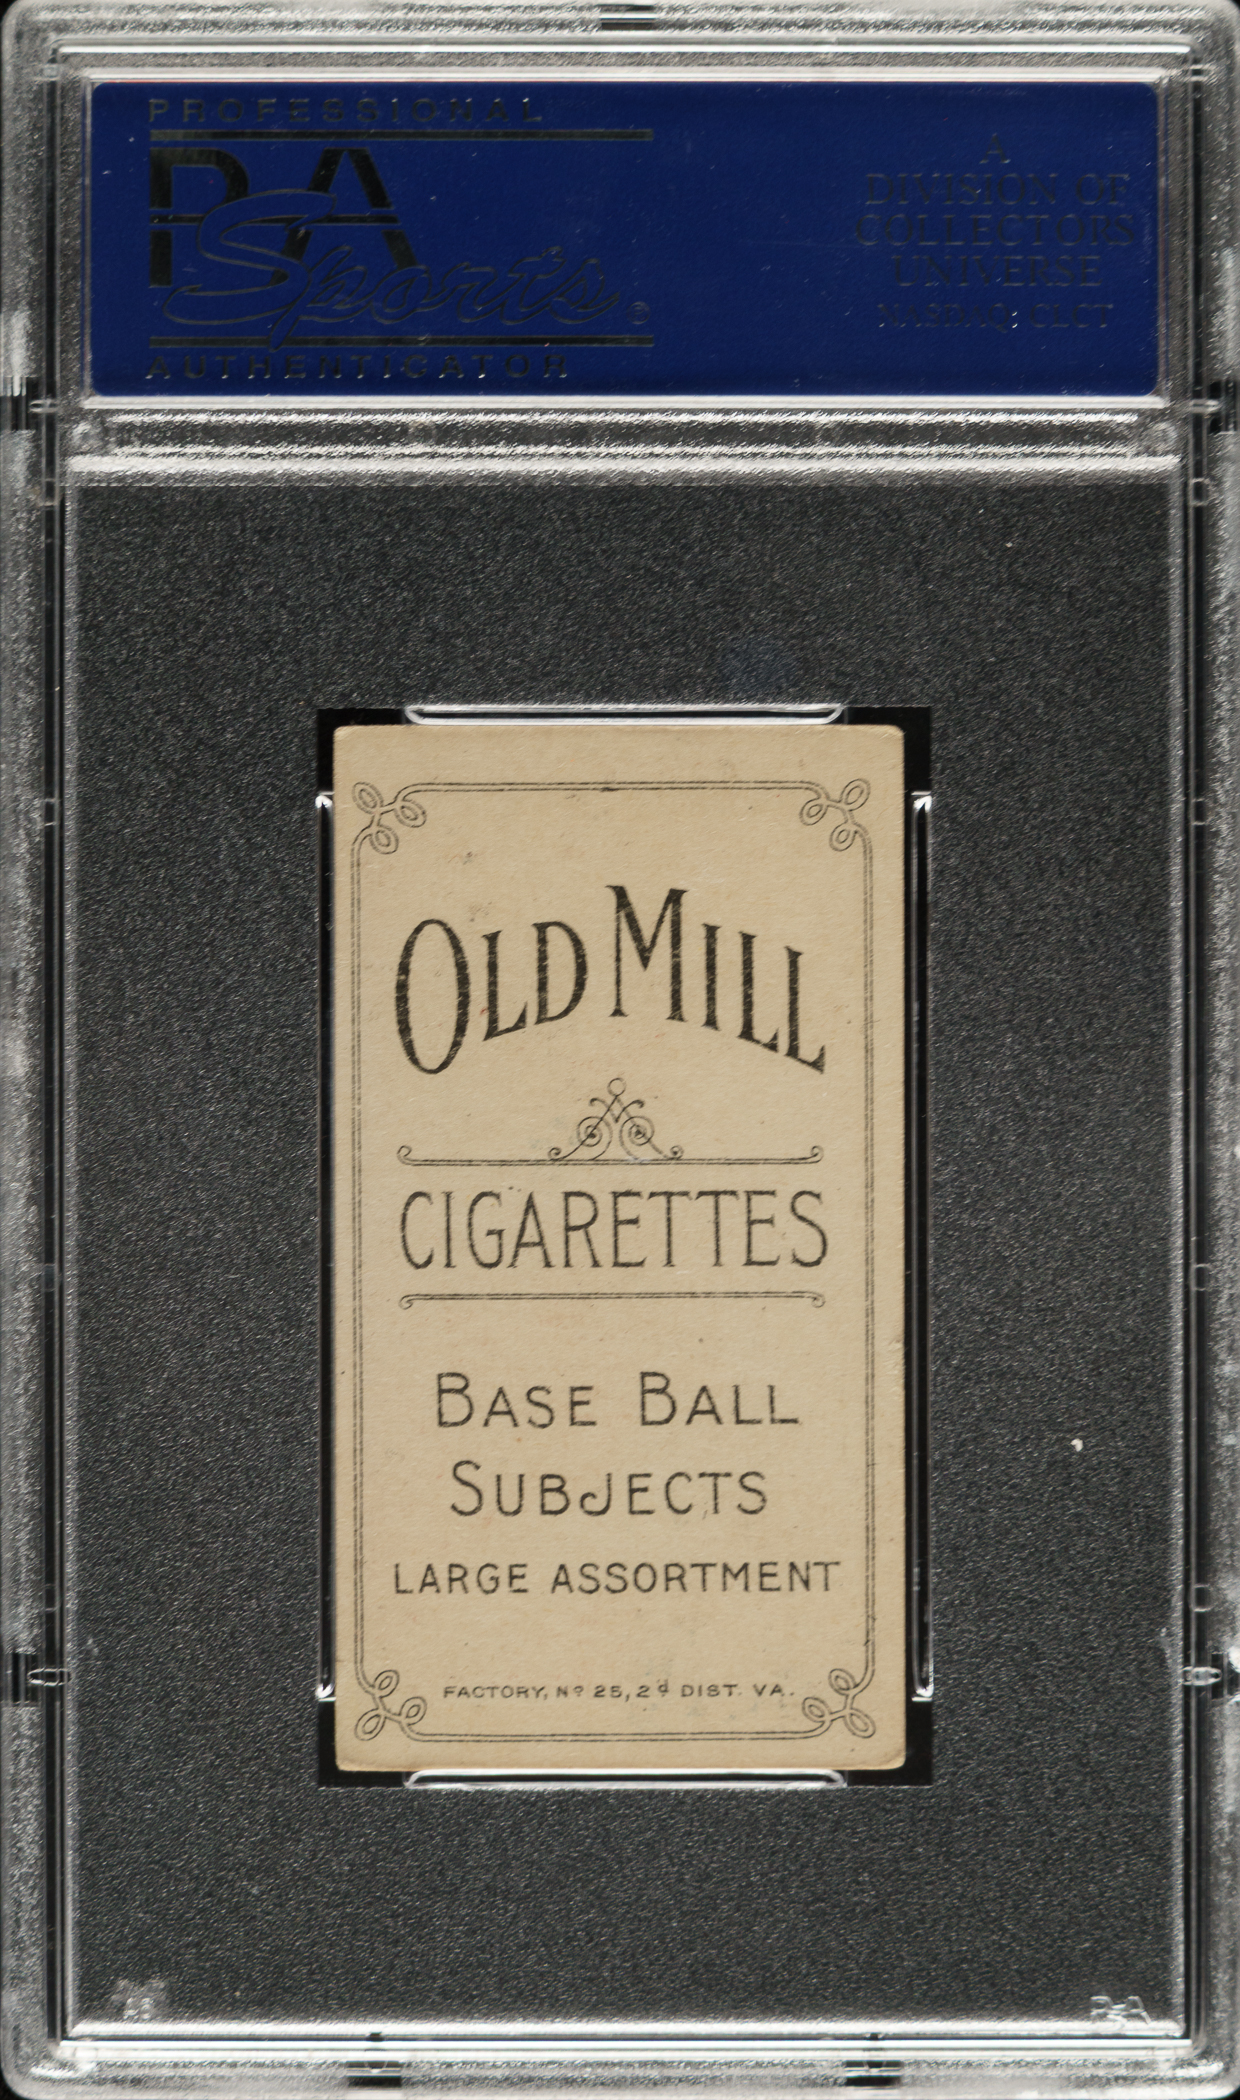 PROFESSIONAL
PSA
Sports®
AUTHENTICATOR
A
DIVISION OF
COLLECTORS
UNIVERSE
NASDAQ: CLCT
OLD MILL
CIGARETTES
BASE BALL
SUBJECTS
LARGE ASSORTMENT
FACTORY, Nº 25, 2d DIST. VA.
PSA